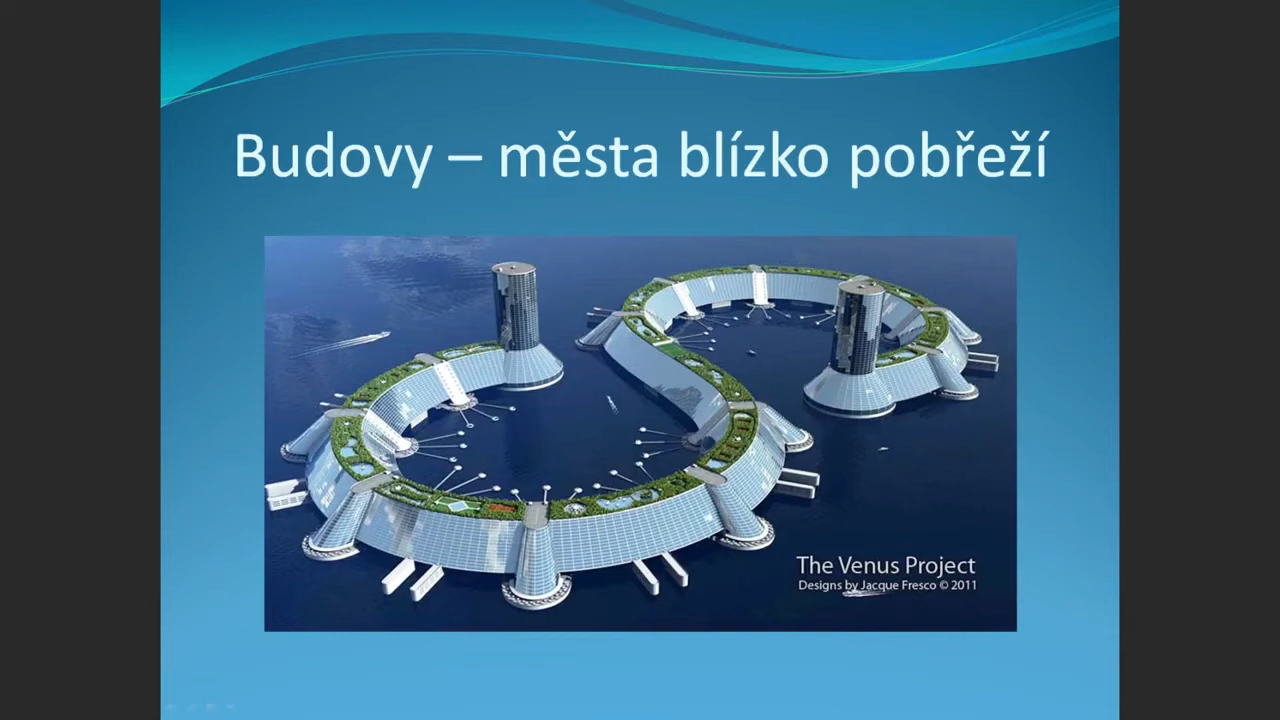 Budovy – města blízko pobřeží
The Venus Project
Designs by Jacque Fresco © 2011